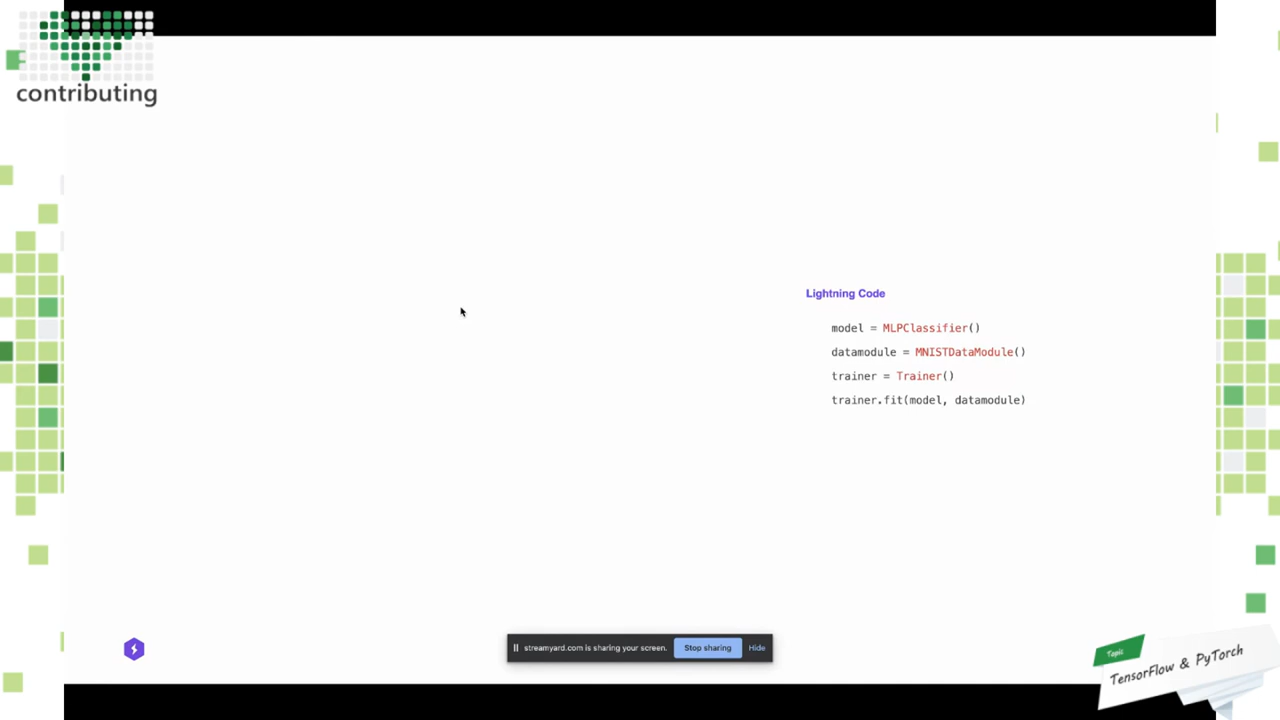 contributing
Lightning Code
model = MLPClassifier()
datamodule = MNISTDataModule()
trainer = Trainer()
trainer.fit(model, datamodule)
streamyard.com is sharing your screen.
Stop sharing
Hide
Topic
TensorFlow & PyTorch